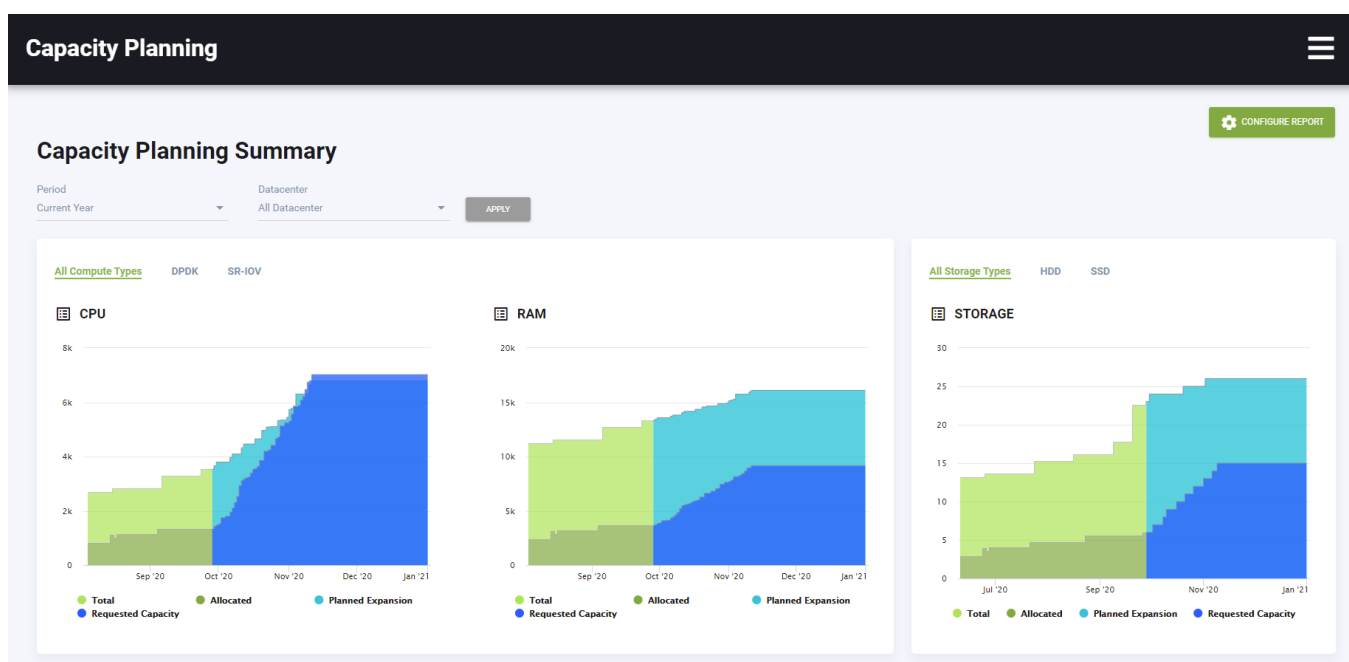 Capacity Planning
CONFIGURE REPORT
Capacity Planning Summary
Period
Current Year
Datacenter
All Datacenter
APPLY
All Compute Types DPDK SR-IOV
CPU
8k
6k
4k
2k
0
Sep '20 Oct '20 Nov '20 Dec '20 Jan '21
Total Allocated Planned Expansion
Requested Capacity
RAM
20k
15k
10k
5k
0
Sep '20 Oct '20 Nov '20 Dec '20 Jan '21
Total Allocated Planned Expansion
Requested Capacity
All Storage Types HDD SSD
STORAGE
30
25
20
15
10
5
0
Jul '20 Sep '20 Nov '20 Jan '21
Total Allocated Planned Expansion Requested Capacity